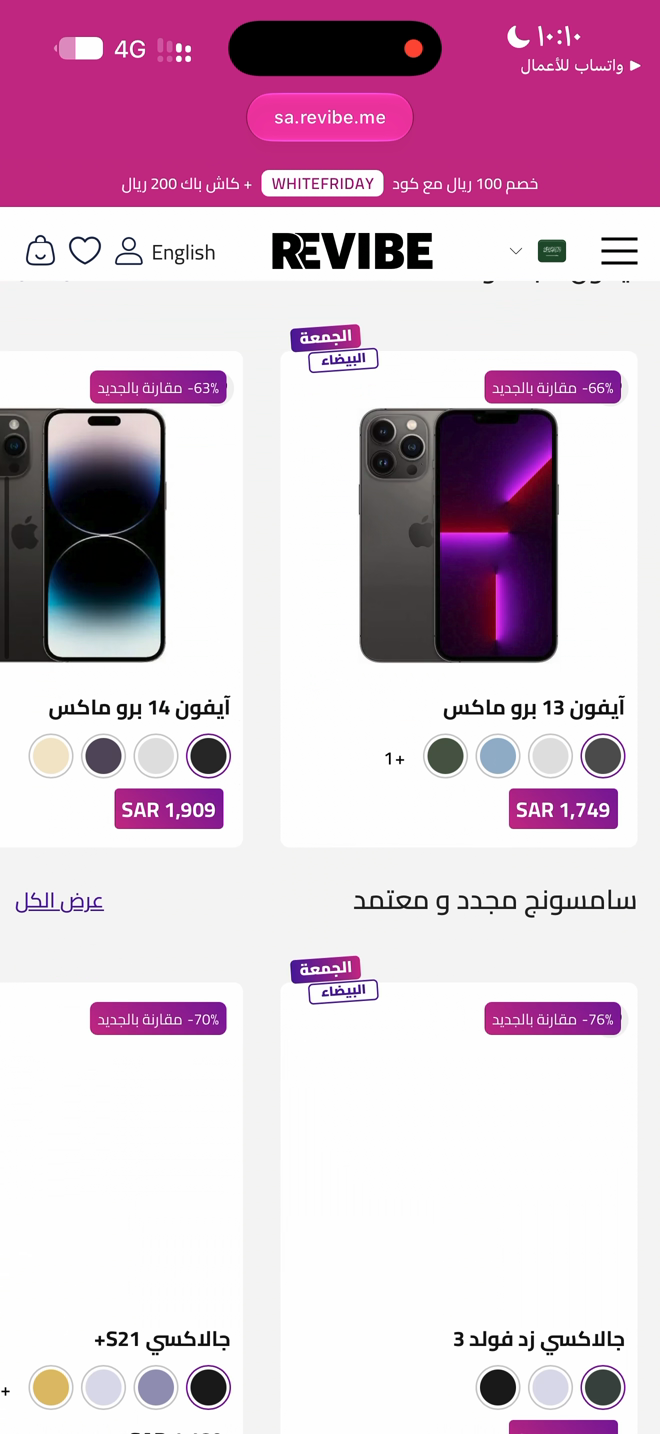 ١٠:١٠
4G
◀ واتساب للأعمال
sa.revibe.me
خصم 100 ريال مع كود WHITEFRIDAY + كاش باك 200 ريال
REVIBE
English
الجمعة
البيضاء
-66% مقارنة بالجديد
-63% مقارنة بالجديد
آيفون 13 برو ماكس
آيفون 14 برو ماكس
+1
SAR 1,749
SAR 1,909
سامسونج مجدد و معتمد
عرض الكل
الجمعة
البيضاء
-76% مقارنة بالجديد
-70% مقارنة بالجديد
جالاكسي زد فولد 3
جالاكسي S21+
+